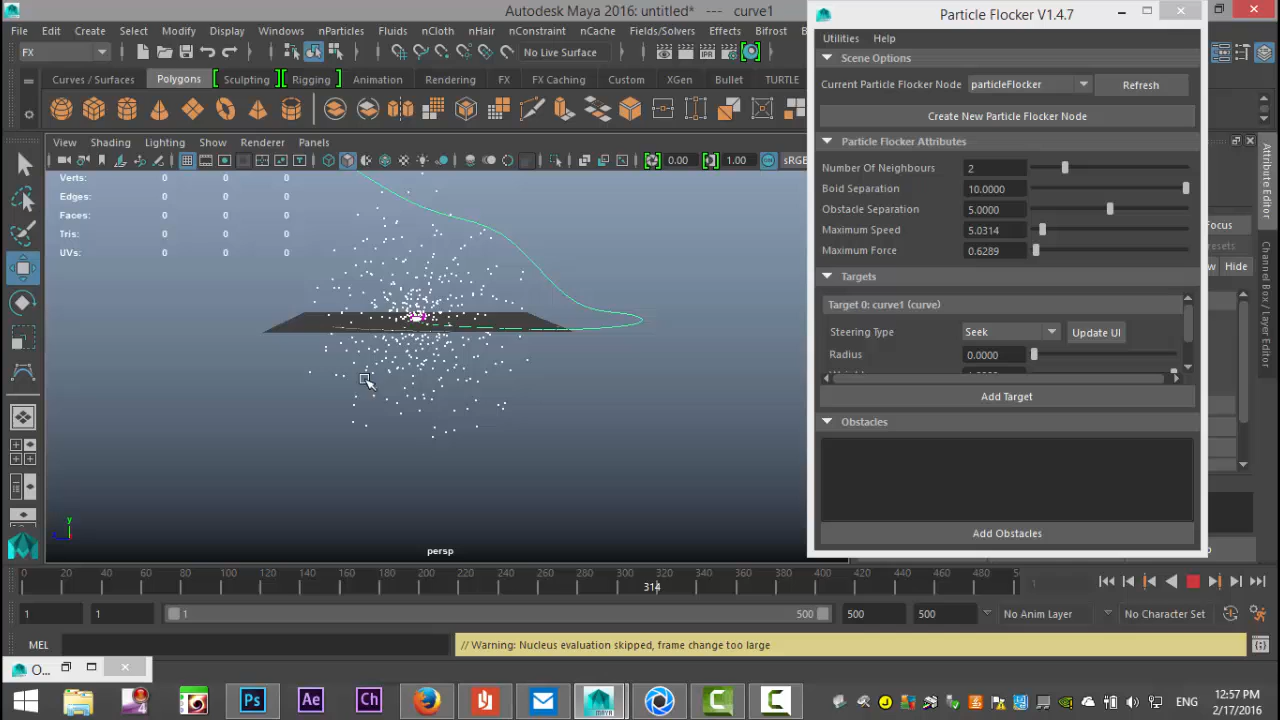 Autodesk Maya 2016: untitled* --- curve1
Particle Flocker V1.4.7
File Edit Create Select Modify Display Windows nParticles Fluids nCloth nHair nConstraint nCache Fields/Solvers Effects Bifrost
Utilities Help
FX No Live Surface
Scene Options
Curves / Surfaces Polygons Sculpting Rigging Animation Rendering FX FX Caching Custom XGen Bullet TURTLE
Current Particle Flocker Node particleFlocker Refresh
Create New Particle Flocker Node
View Shading Lighting Show Renderer Panels
Particle Flocker Attributes
0.00 1.00 sRGB
Number Of Neighbours 2
Verts: 0 0 0
Boid Separation 10.0000
Edges: 0 0 0
Obstacle Separation 5.0000
Faces: 0 0 0
Maximum Speed 5.0314
Tris: 0 0 0
Maximum Force 0.6289
UVs: 0 0 0
Focus
Hide
Attribute Editor
Channel Box / Layer Editor
Targets
Target 0: curve1 (curve)
Steering Type Seek Update UI
Radius 0.0000
Add Target
Obstacles
Add Obstacles
y
persp
0 20 40 60 80 100 120 140 160 180 200 220 240 260 280 300 320 340 360 380 400 420 440 460 480 5
314
1
1 1 1 500 500 500 No Anim Layer No Character Set
MEL // Warning: Nucleus evaluation skipped, frame change too large
O...
Ps Ae Ch MAYA C C ENG
12:57 PM
2/17/2016